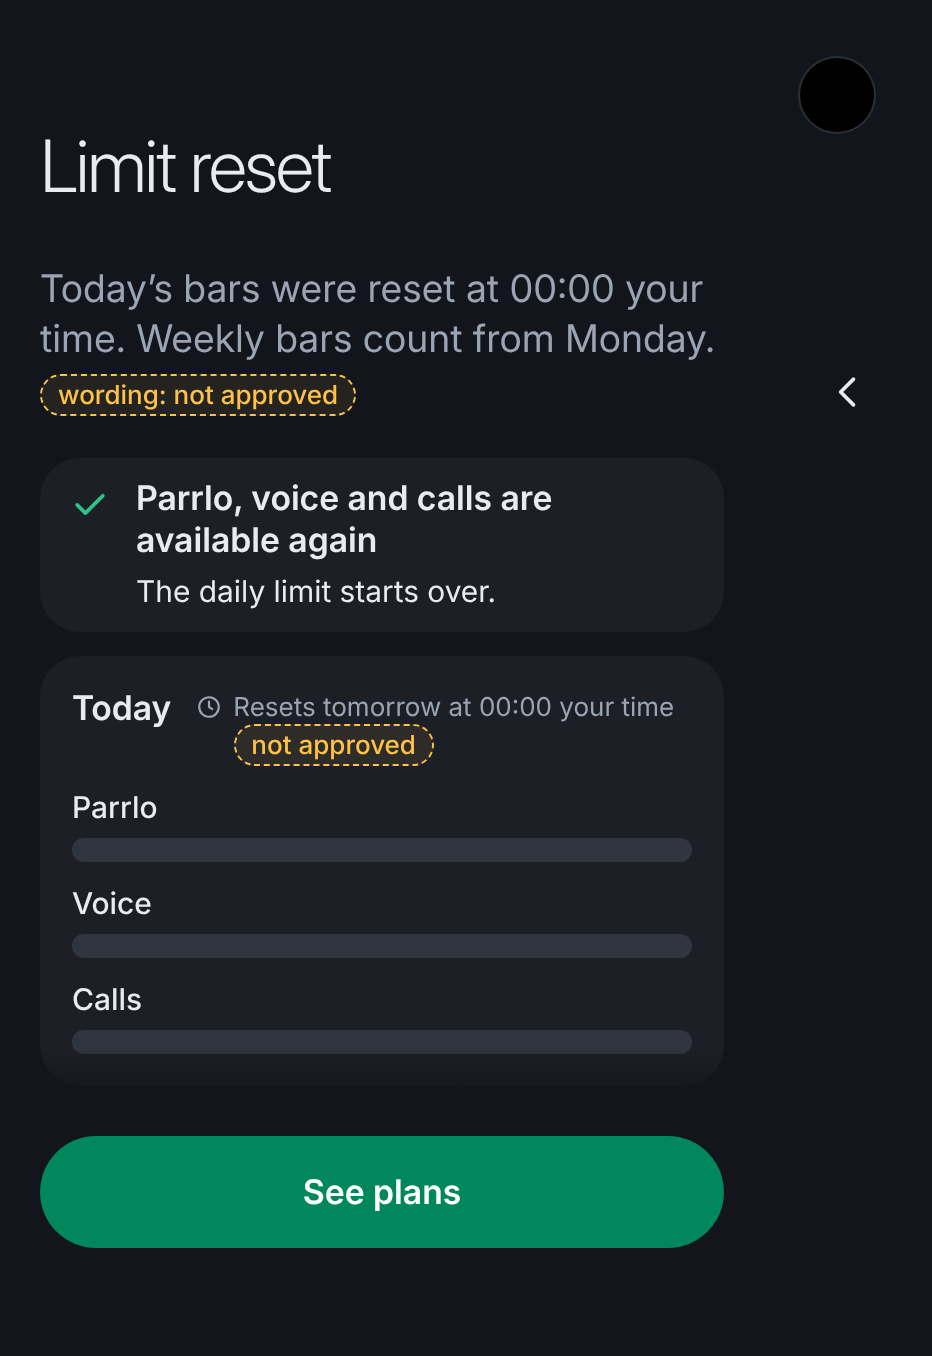 Limit reset
Today’s bars were reset at 00:00 your
time. Weekly bars count from Monday.
wording: not approved
Parrlo, voice and calls are
available again
The daily limit starts over.
Today Resets tomorrow at 00:00 your time
not approved
Parrlo
Voice
Calls
See plans